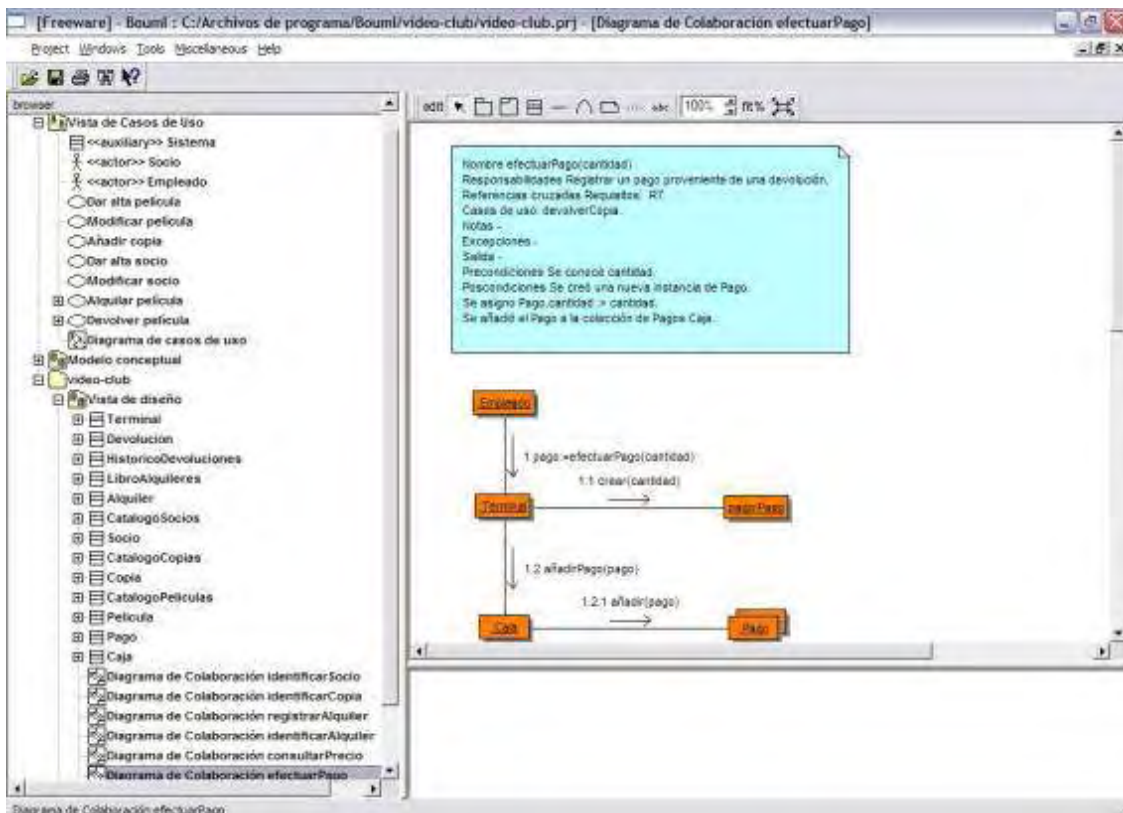 [Freeware] - Bouml : C:/Archivos de programa/Bouml/video-club/video-club.prj - [Diagrama de Colaboración efectuarPago]
Project Windows Tools Miscellaneous Help
browser
Vista de Casos de Uso
<<auxiliary>> Sistema
<<actor>> Socio
<<actor>> Empleado
Dar alta pelicula
Modificar pelicula
Añadir copia
Dar alta socio
Modificar socio
Alquilar pelicula
Devolver pelicula
Diagrama de casos de uso
Modelo conceptual
video-club
Vista de diseño
Terminal
Devolucion
HistoricoDevoluciones
LibroAlquileres
Alquiler
CatalogoSocios
Socio
CatalogoCopias
Copia
CatalogoPeliculas
Pelicula
Pago
Caja
Diagrama de Colaboración identificarSocio
Diagrama de Colaboración identificarCopia
Diagrama de Colaboración registrarAlquiler
Diagrama de Colaboración identificarAlquiler
Diagrama de Colaboración consultarPrecio
Diagrama de Colaboración efectuarPago
edit abc 100% fit%
Nombre efectuarPago(cantidad)
Responsabilidades Registrar un pago proveniente de una devolución.
Referencias cruzadas Requisitos: R7
Casos de uso: devolverCopia.
Notas -
Excepciones -
Salida -
Precondiciones Se conoce cantidad.
Poscondiciones Se creó una nueva instancia de Pago.
Se asigno Pago.cantidad > cantidas.
Se añadió el Pago a la colección de Pagos Caja.
Empleado
1 pago:=efectuarPago(cantidad)
1.1 crear(cantidad)
Terminal
pago:Pago
1.2 añadirPago(pago)
1.2.1 añadir(pago)
Caja
Pago
Diagrama de Colaboración efectuarPago